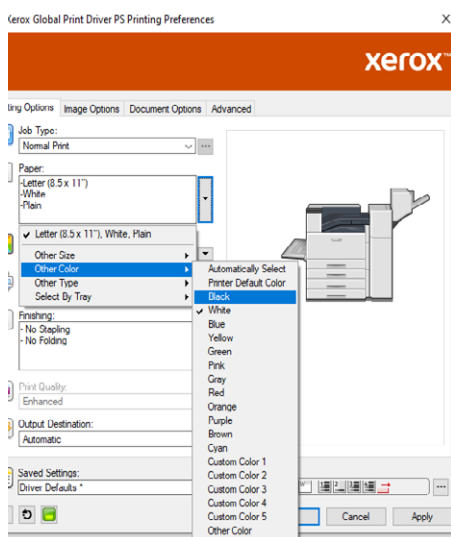 Xerox Global Print Driver PS Printing Preferences
X
xerox™
ting Options Image Options Document Options Advanced
Job Type:
Normal Print
Paper:
-Letter (8.5 x 11")
-White
-Plain
Letter (8.5 x 11"), White, Plain
Other Size
Other Color
Other Type
Select By Tray
Automatically Select
Printer Default Color
Black
White
Blue
Yellow
Green
Pink
Gray
Red
Orange
Purple
Brown
Cyan
Custom Color 1
Custom Color 2
Custom Color 3
Custom Color 4
Custom Color 5
Other Color
Finishing:
- No Stapling
- No Folding
Print Quality:
Enhanced
Output Destination:
Automatic
Saved Settings:
Driver Defaults *
Cancel Apply